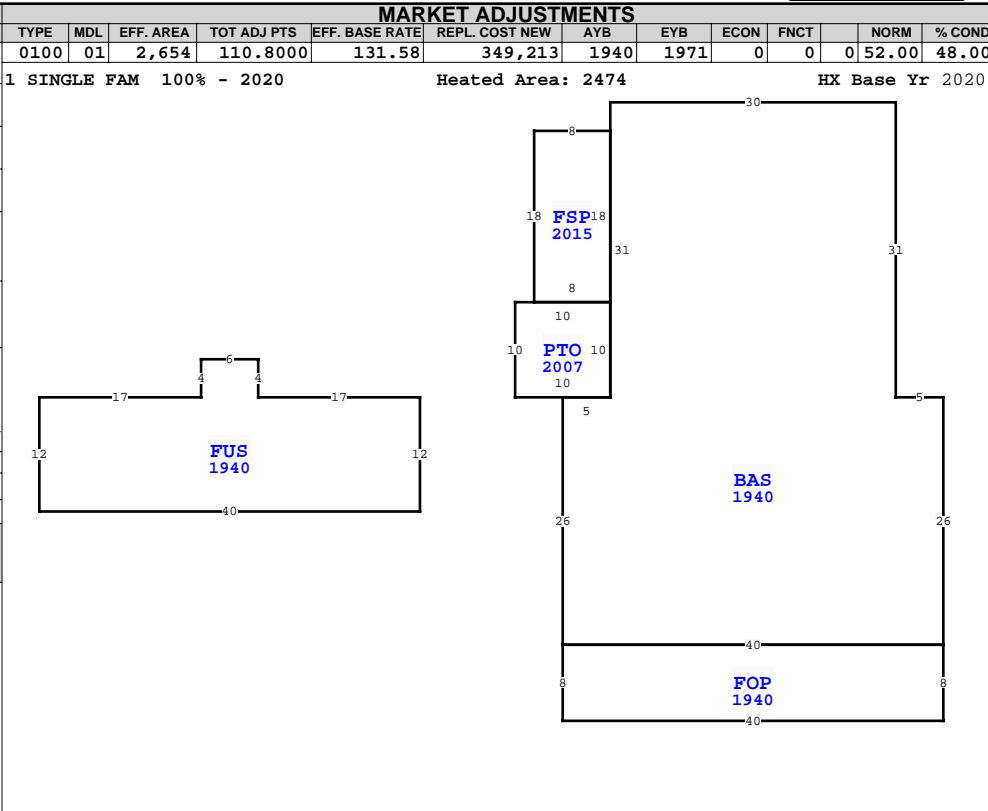 MARKET ADJUSTMENTS
TYPE MDL EFF. AREA TOT ADJ PTS EFF. BASE RATE REPL. COST NEW AYB EYB ECON FNCT NORM % COND
0100 01 2,654 110.8000 131.58 349,213 1940 1971 0 0 0 52.00 48.00
1 SINGLE FAM 100% - 2020 Heated Area: 2474 HX Base Yr 2020
30
8
18 FSP 18
2015
31 31
8
10
10 PTO 10
2007
10
5 5
6
4 4
17 17
12 FUS 12
1940
40
BAS
1940
26 26
40
8 FOP 8
1940
40